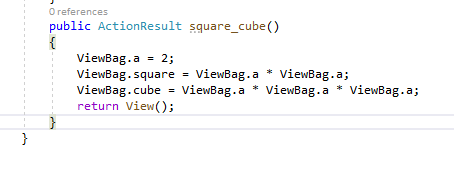 0 references
public ActionResult square_cube()
{
ViewBag.a = 2;
ViewBag.square = ViewBag.a * ViewBag.a;
ViewBag.cube = ViewBag.a * ViewBag.a * ViewBag.a;
return View();
}
}